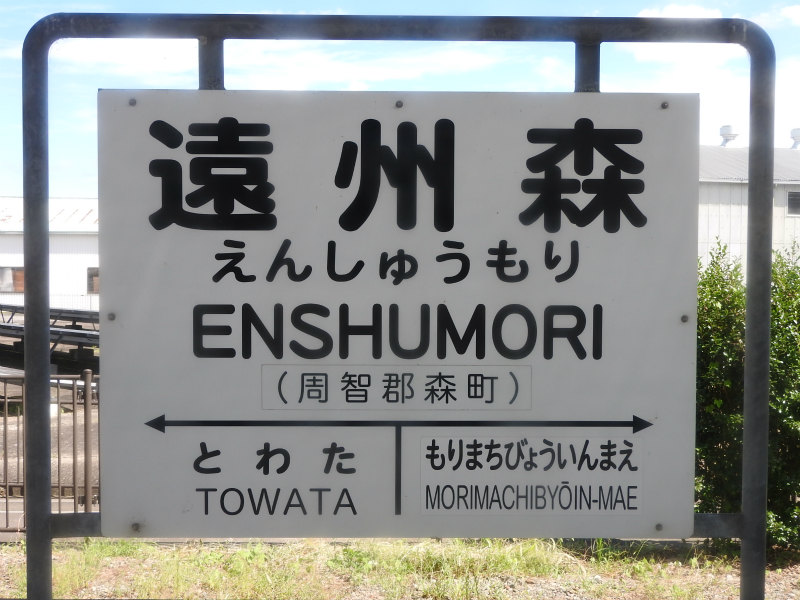 遠州森
えんしゅうもり
ENSHUMORI
(周智郡森町)
とわた もりまちびょういんまえ
TOWATA MORIMACHIBYŌIN-MAE